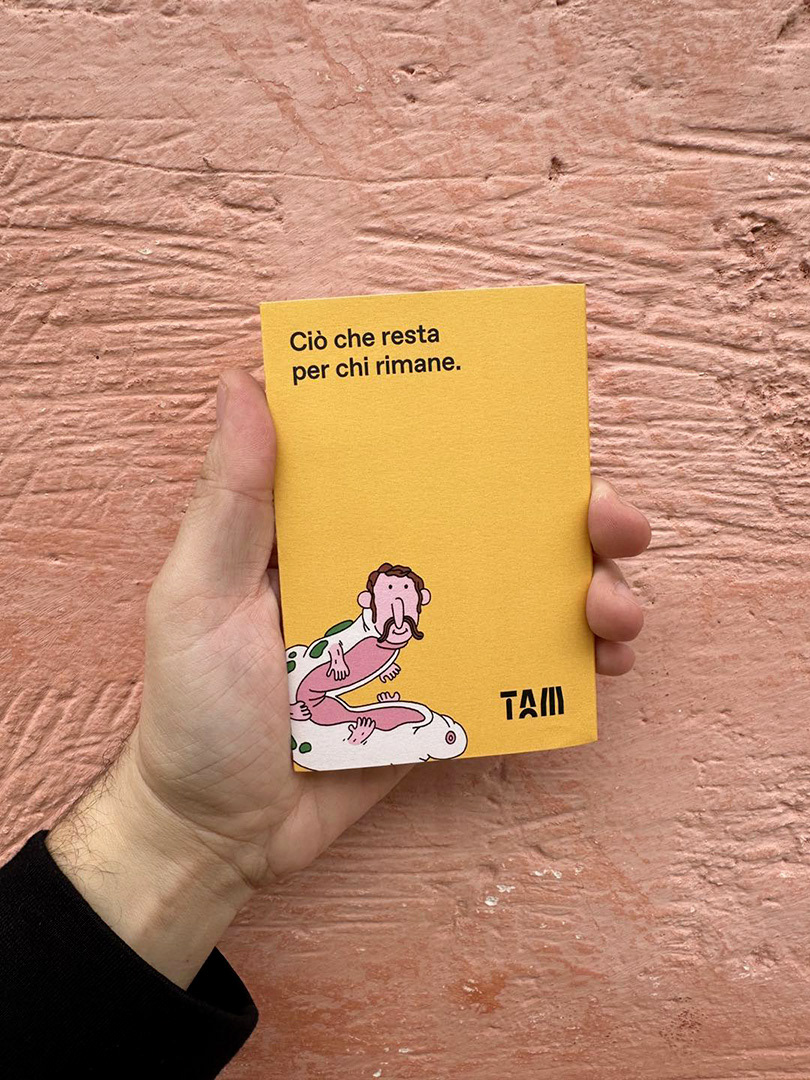 Ciò che resta
per chi rimane.
TAM